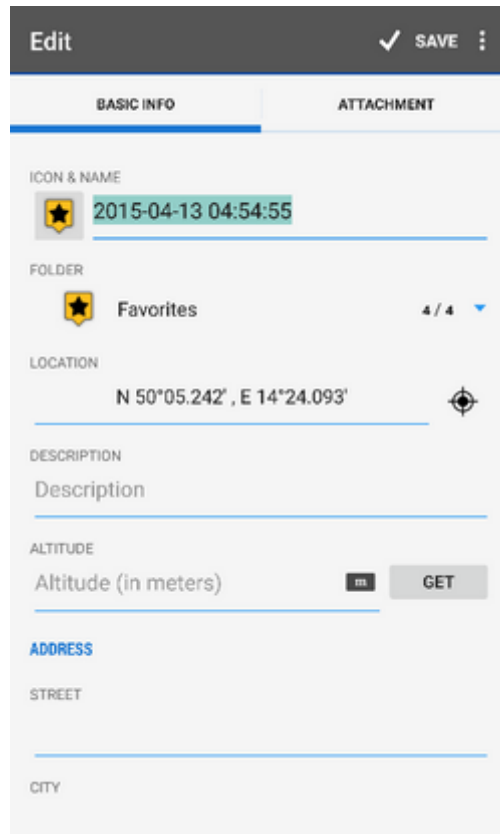 Edit
SAVE
BASIC INFO
ATTACHMENT
ICON & NAME
2015-04-13 04:54:55
FOLDER
Favorites
4 / 4
LOCATION
N 50°05.242' , E 14°24.093'
DESCRIPTION
Description
ALTITUDE
Altitude (in meters)
m
GET
ADDRESS
STREET
CITY